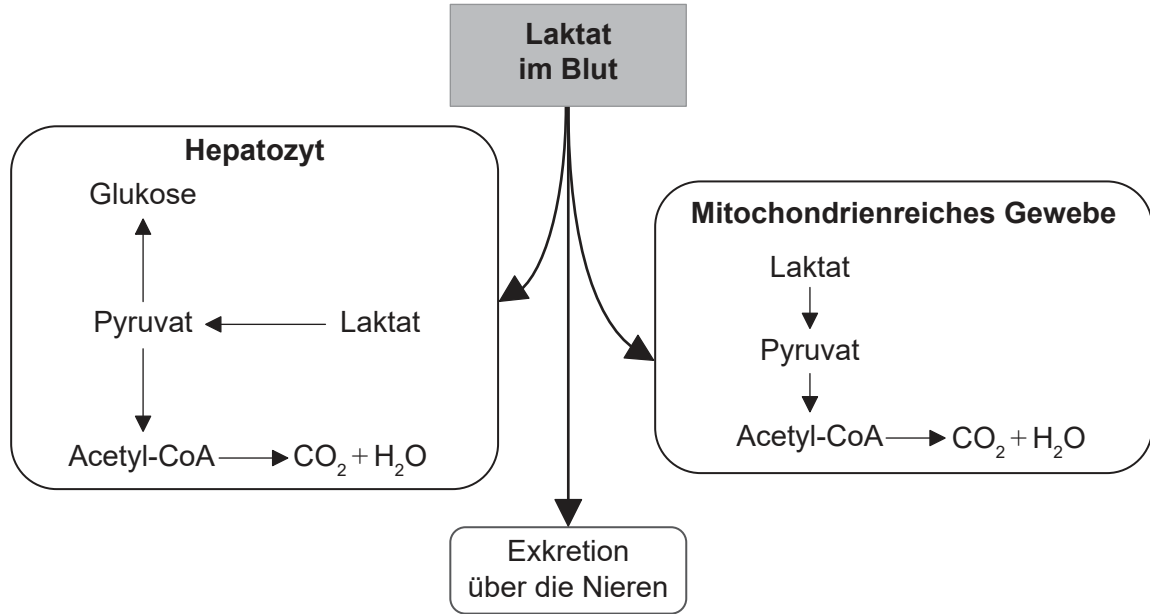 Laktat
im Blut
Hepatozyt
Glukose
Pyruvat
Laktat
Acetyl-CoA
CO₂ + H₂O
Mitochondrienreiches Gewebe
Laktat
Pyruvat
Acetyl-CoA
CO₂ + H₂O
Exkretion
über die Nieren